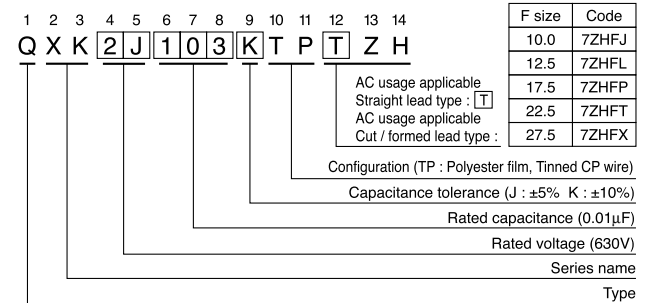 1 2 3 4 5 6 7 8 9 10 11 12 13 14
Q X K 2 J 1 0 3 K T P T Z H
AC usage applicable
Straight lead type : T
AC usage applicable
Cut / formed lead type :
F size Code
10.0 7ZHFJ
12.5 7ZHFL
17.5 7ZHFP
22.5 7ZHFT
27.5 7ZHFX
Configuration (TP : Polyester film, Tinned CP wire)
Capacitance tolerance (J : ±5% K : ±10%)
Rated capacitance (0.01μF)
Rated voltage (630V)
Series name
Type